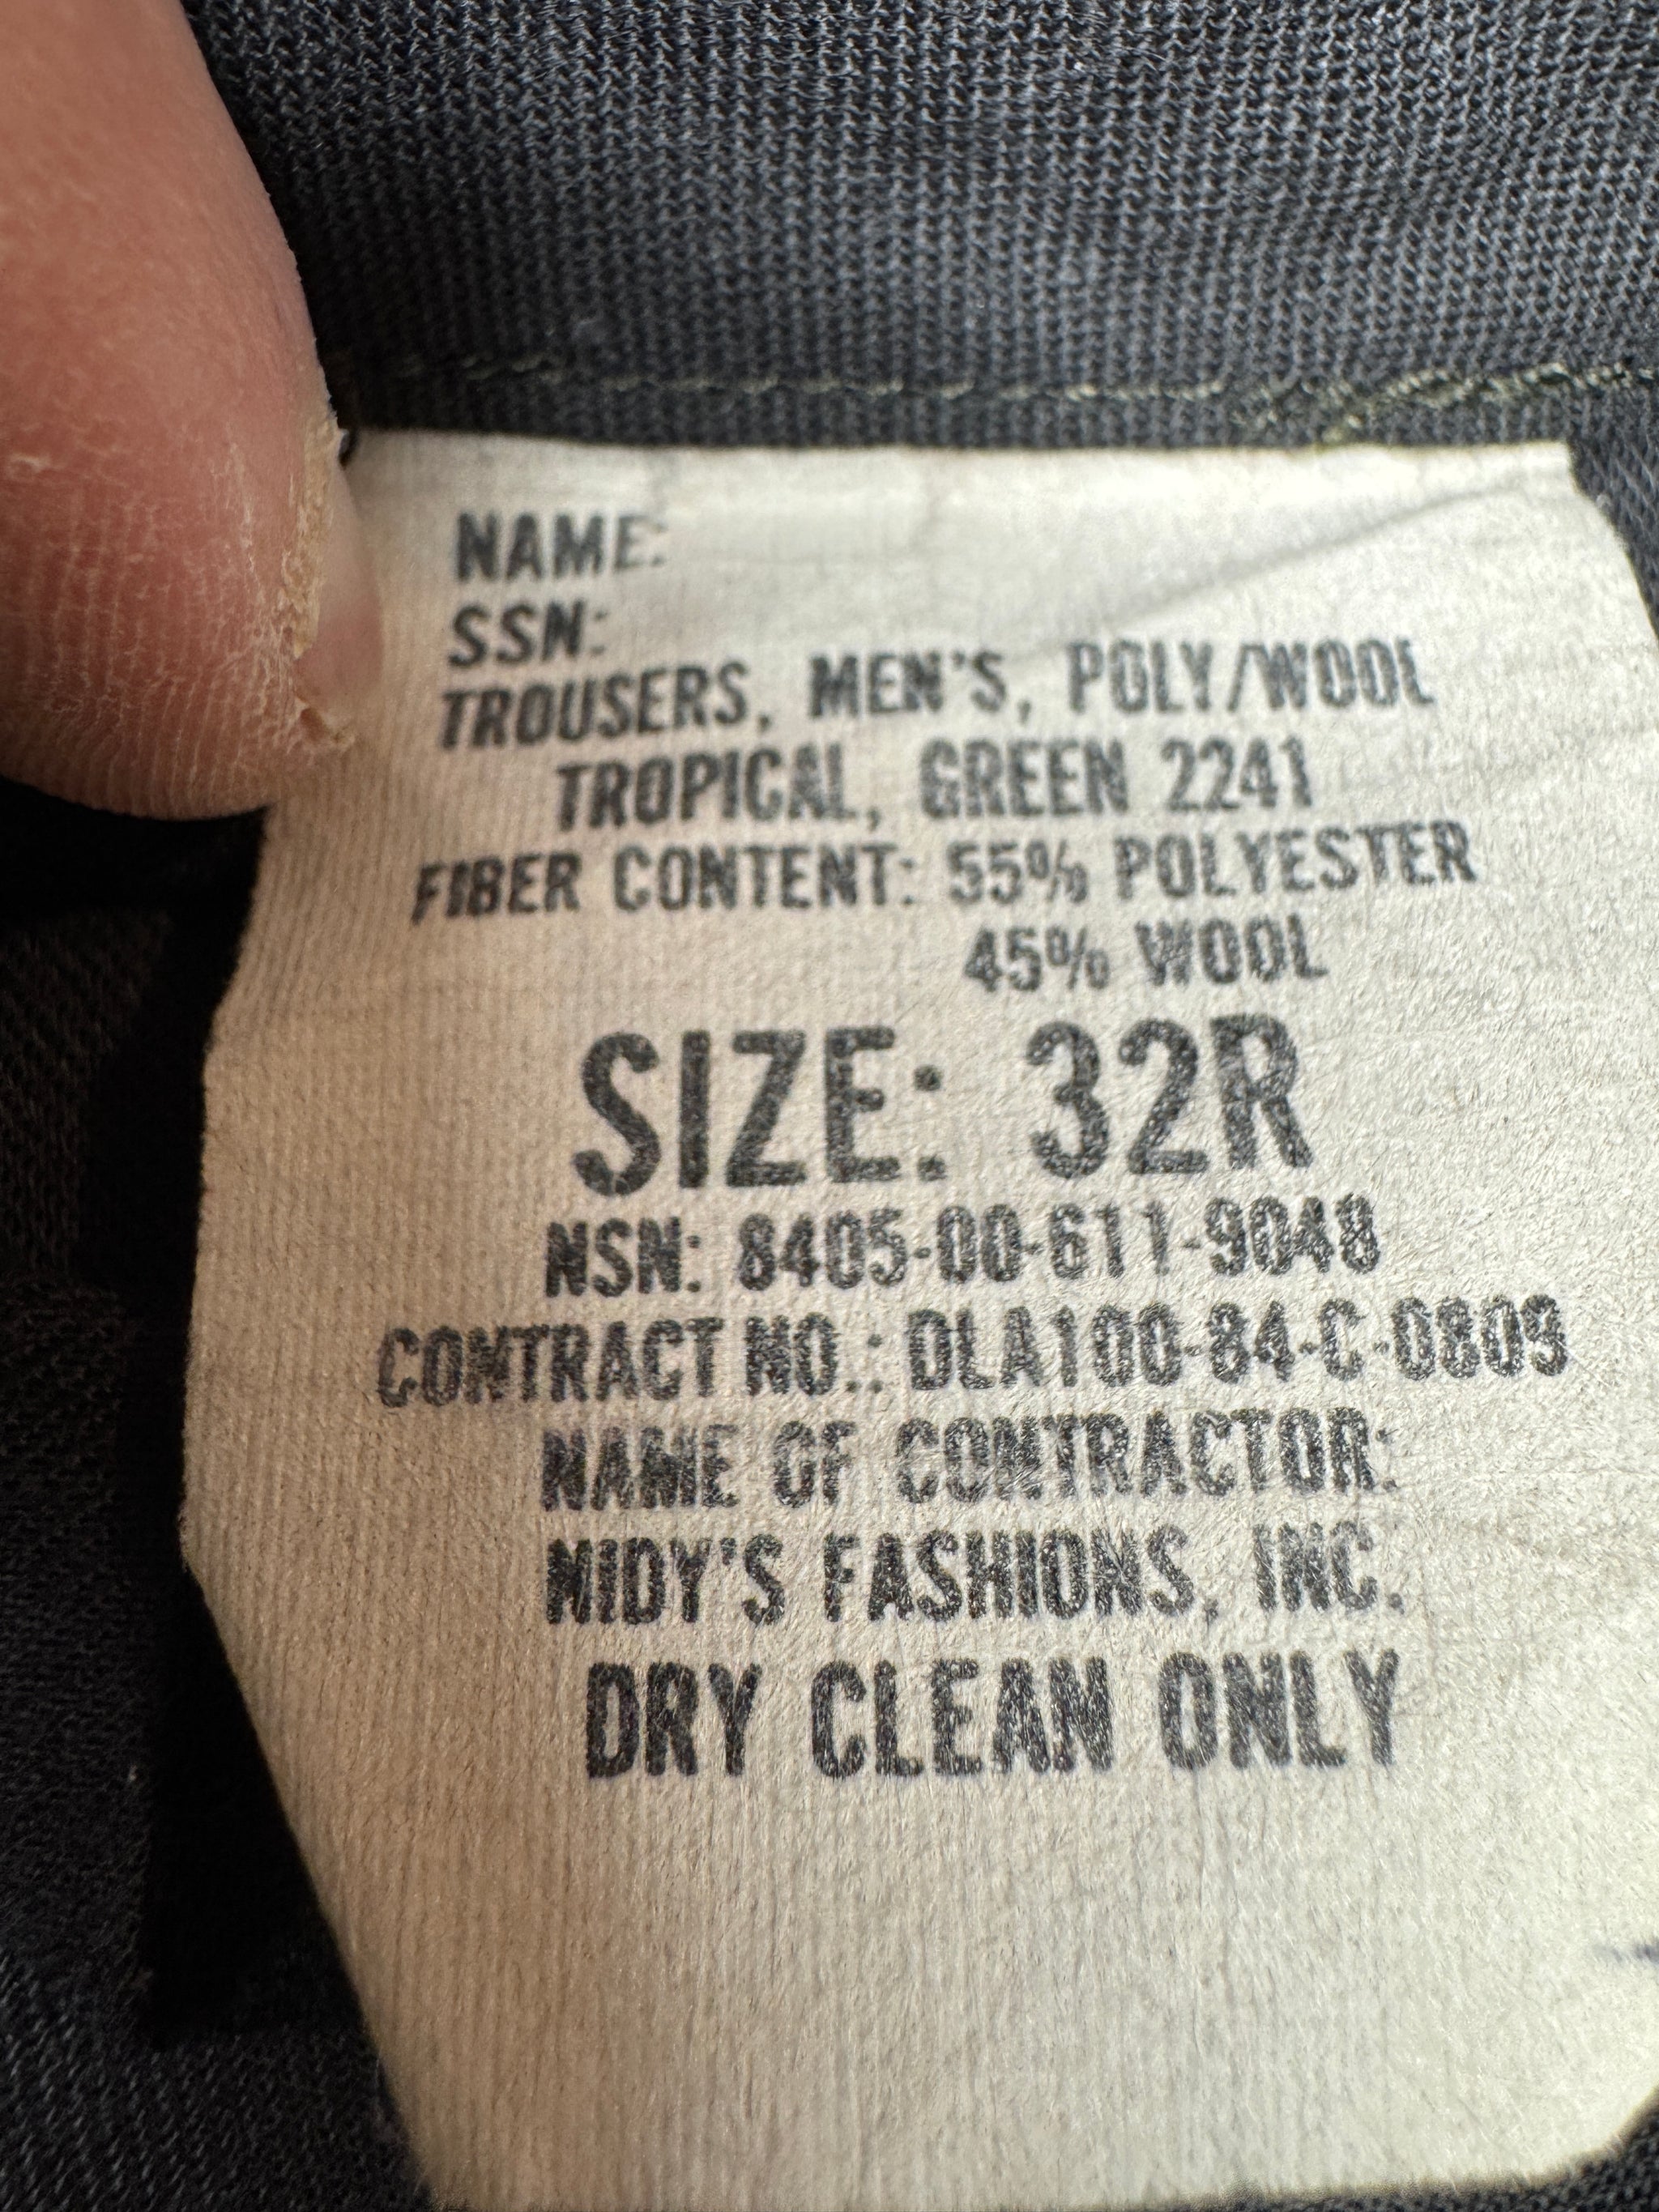 NAME:
SSN:
TROUSERS, MEN'S, POLY/WOOL
TROPICAL, GREEN 2241
FIBER CONTENT: 55% POLYESTER
45% WOOL
SIZE: 32R
NSN: 8405-00-611-9048
CONTRACT NO.: DLA100-84-C-0809
NAME OF CONTRACTOR:
NIDY'S FASHIONS, INC.
DRY CLEAN ONLY